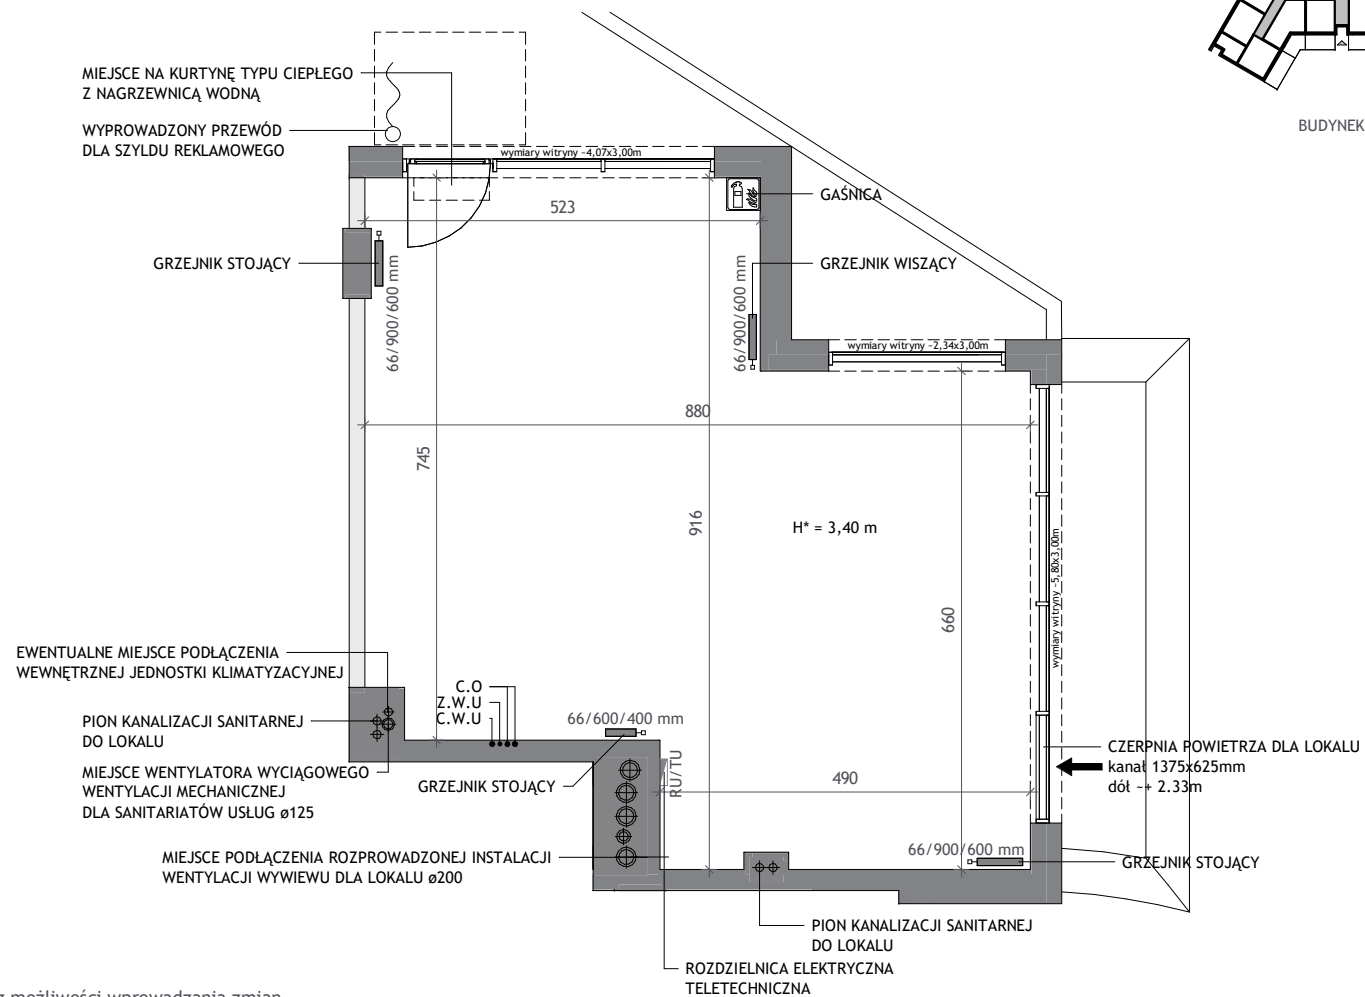 BUDYNEK
MIEJSCE NA KURTYNĘ TYPU CIEPŁEGO
Z NAGRZEWNICĄ WODNĄ
WYPROWADZONY PRZEWÓD
DLA SZYLDU REKLAMOWEGO
wymiary witryny ~4,07x3,00m
GAŚNICA
523
GRZEJNIK STOJĄCY
66/900/600 mm
66/900/600 mm
GRZEJNIK WISZĄCY
wymiary witryny ~2,34x3,00m
880
745
916
H* = 3,40 m
660
wymiary witryny ~5,80x3,00m
EWENTUALNE MIEJSCE PODŁĄCZENIA
WEWNĘTRZNEJ JEDNOSTKI KLIMATYZACYJNEJ
C.O
Z.W.U
C.W.U
PION KANALIZACJI SANITARNEJ
DO LOKALU
66/600/400 mm
MIEJSCE WENTYLATORA WYCIĄGOWEGO
WENTYLACJI MECHANICZNEJ
DLA SANITARIATÓW USŁUG ø125
GRZEJNIK STOJĄCY
RU/TU
490
CZERPNIA POWIETRZA DLA LOKALU
kanał 1375x625mm
dół ~+ 2.33m
MIEJSCE PODŁĄCZENIA ROZPROWADZONEJ INSTALACJI
WENTYLACJI WYWIEWU DLA LOKALU ø200
66/900/600 mm
GRZEJNIK STOJĄCY
PION KANALIZACJI SANITARNEJ
DO LOKALU
ROZDZIELNICA ELEKTRYCZNA
TELETECHNICZNA
możliwości wprowadzania zmian